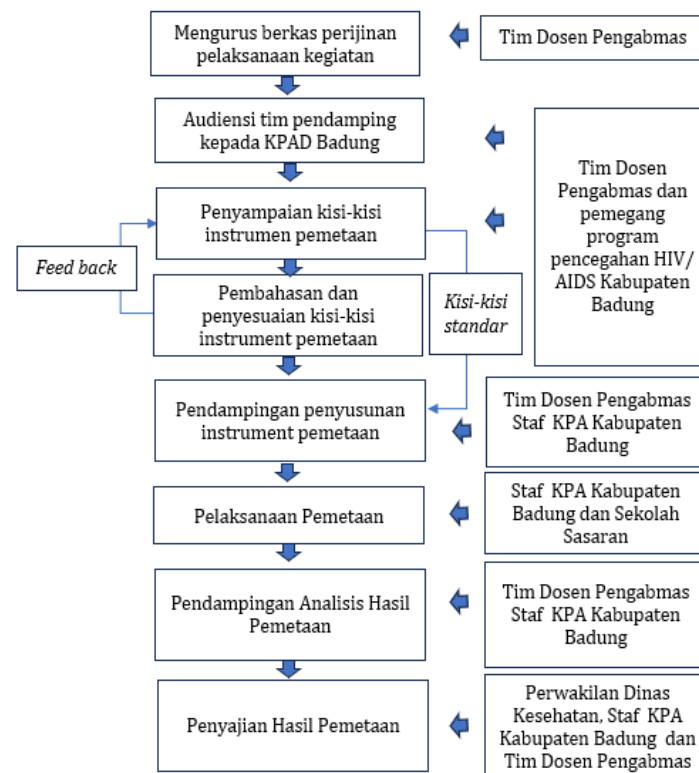 Mengurus berkas perijinan
pelaksanaan kegiatan
Tim Dosen Pengabmas
Audiensi tim pendamping
kepada KPAD Badung
Tim Dosen
Pengabmas dan
pemegang
program
pencegahan HIV/
AIDS Kabupaten
Badung
Penyampaian kisi-kisi
instrumen pemetaan
Feed back
Kisi-kisi
standar
Pembahasan dan
penyesuaian kisi-kisi
instrument pemetaan
Pendampingan penyusunan
instrument pemetaan
Tim Dosen Pengabmas
Staf KPA Kabupaten
Badung
Pelaksanaan Pemetaan
Staf KPA Kabupaten
Badung dan Sekolah
Sasaran
Pendampingan Analisis Hasil
Pemetaan
Tim Dosen Pengabmas
Staf KPA Kabupaten
Badung
Penyajian Hasil Pemetaan
Perwakilan Dinas
Kesehatan, Staf KPA
Kabupaten Badung dan
Tim Dosen Pengabmas